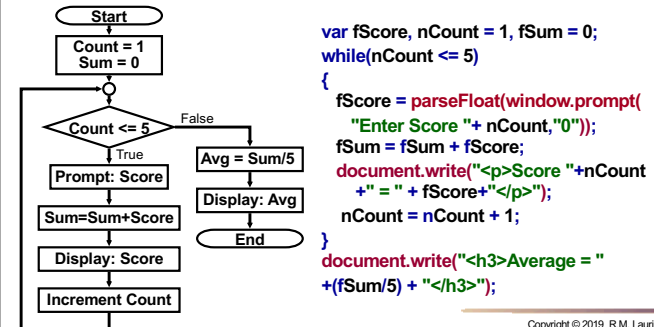 Start
Count = 1
Sum = 0
Count <= 5
False
True
Prompt: Score
Sum=Sum+Score
Display: Score
Increment Count
Avg = Sum/5
Display: Avg
End
var fScore, nCount = 1, fSum = 0;
while(nCount <= 5)
{
fScore = parseFloat(window.prompt(
"Enter Score "+ nCount,"0"));
fSum = fSum + fScore;
document.write("<p>Score "+nCount
+" = " + fScore+"</p>");
nCount = nCount + 1;
}
document.write("<h3>Average = "
+(fSum/5) + "</h3>");
Copyright © 2019 R.M. Lauri